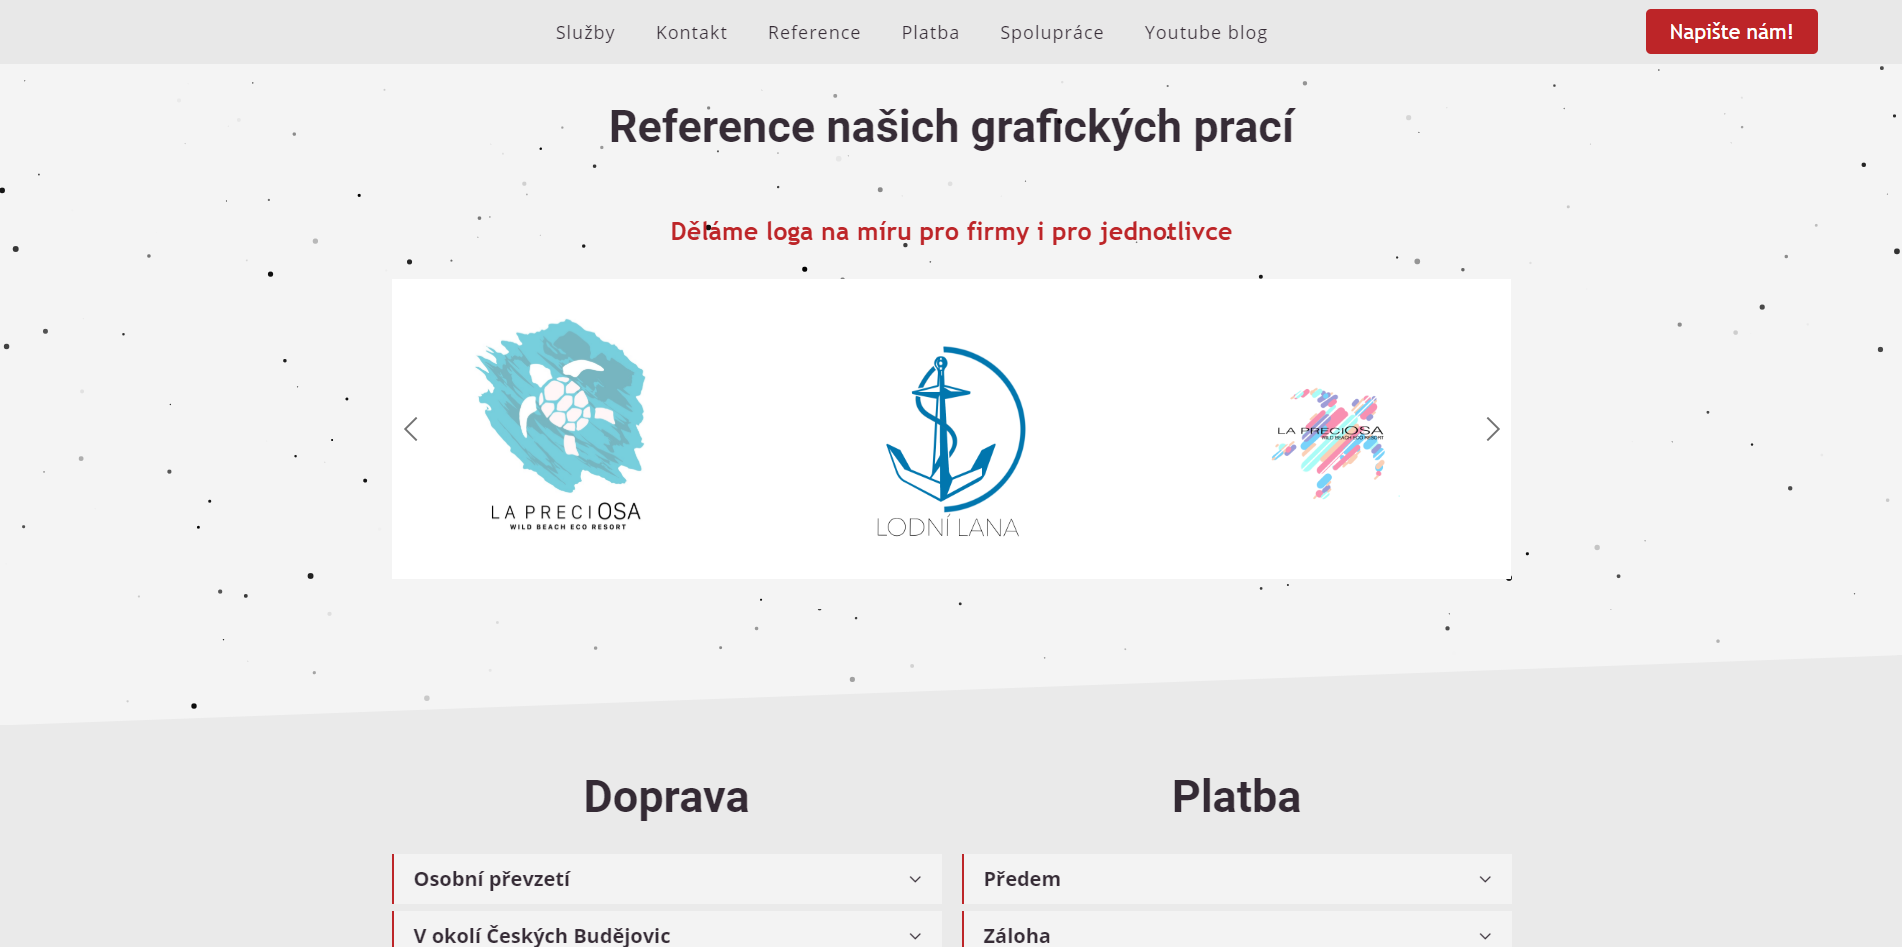 Služby Kontakt Reference Platba Spolupráce Youtube blog Napište nám!
Reference našich grafických prací
Děláme loga na míru pro firmy i pro jednotlivce
LA PRECIOSA
WILD BEACH ECO RESORT
LODNÍ LANA
LA PRECIOSA
WILD BEACH ECO RESORT
Doprava
Platba
Osobní převzetí
Předem
V okolí Českých Budějovic
Záloha